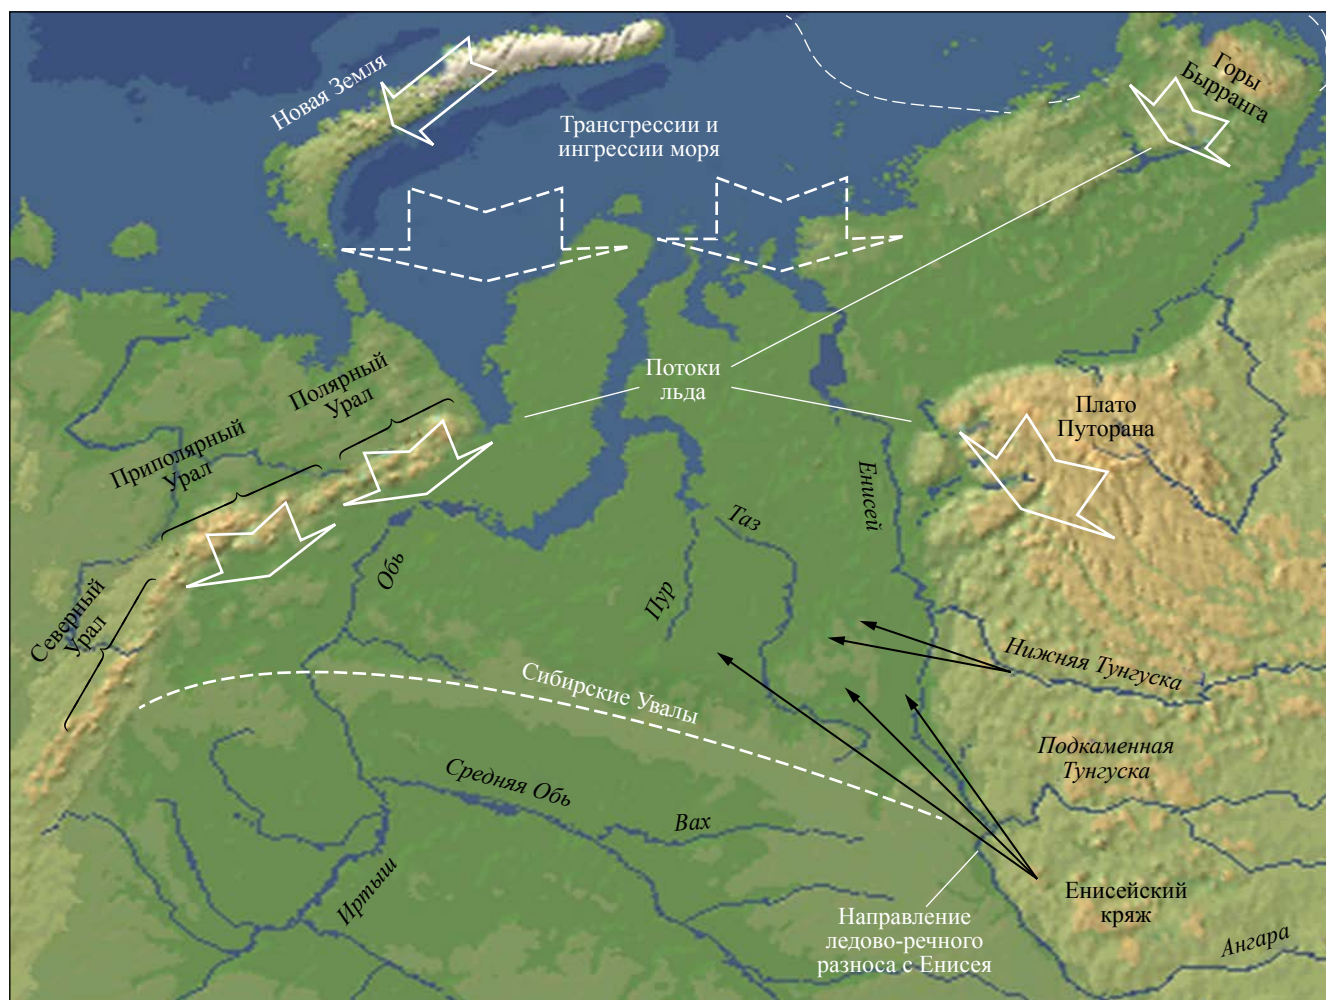 Новая Земля
Горы
Бырранга
Трансгрессии и
ингрессии моря
Потоки
льда
Полярный
Урал
Приполярный
Урал
Северный
Урал
Плато
Путорана
Енисей
Таз
Пур
Обь
Нижняя Тунгуска
Сибирские Увалы
Подкаменная
Тунгуска
Средняя Обь
Вах
Иртыш
Енисейский
кряж
Направление
ледово-речного
разноса с Енисея
Ангара